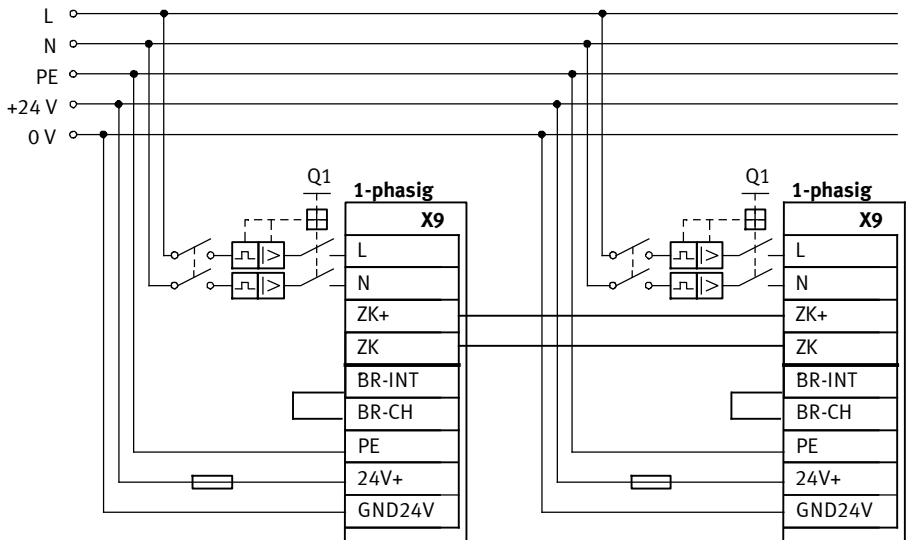 L
N
PE
+24 V
0 V
Q1
1-phasig
X9
L
N
ZK+
ZK
BR-INT
BR-CH
PE
24V+
GND24V
Q1
1-phasig
X9
L
N
ZK+
ZK
BR-INT
BR-CH
PE
24V+
GND24V